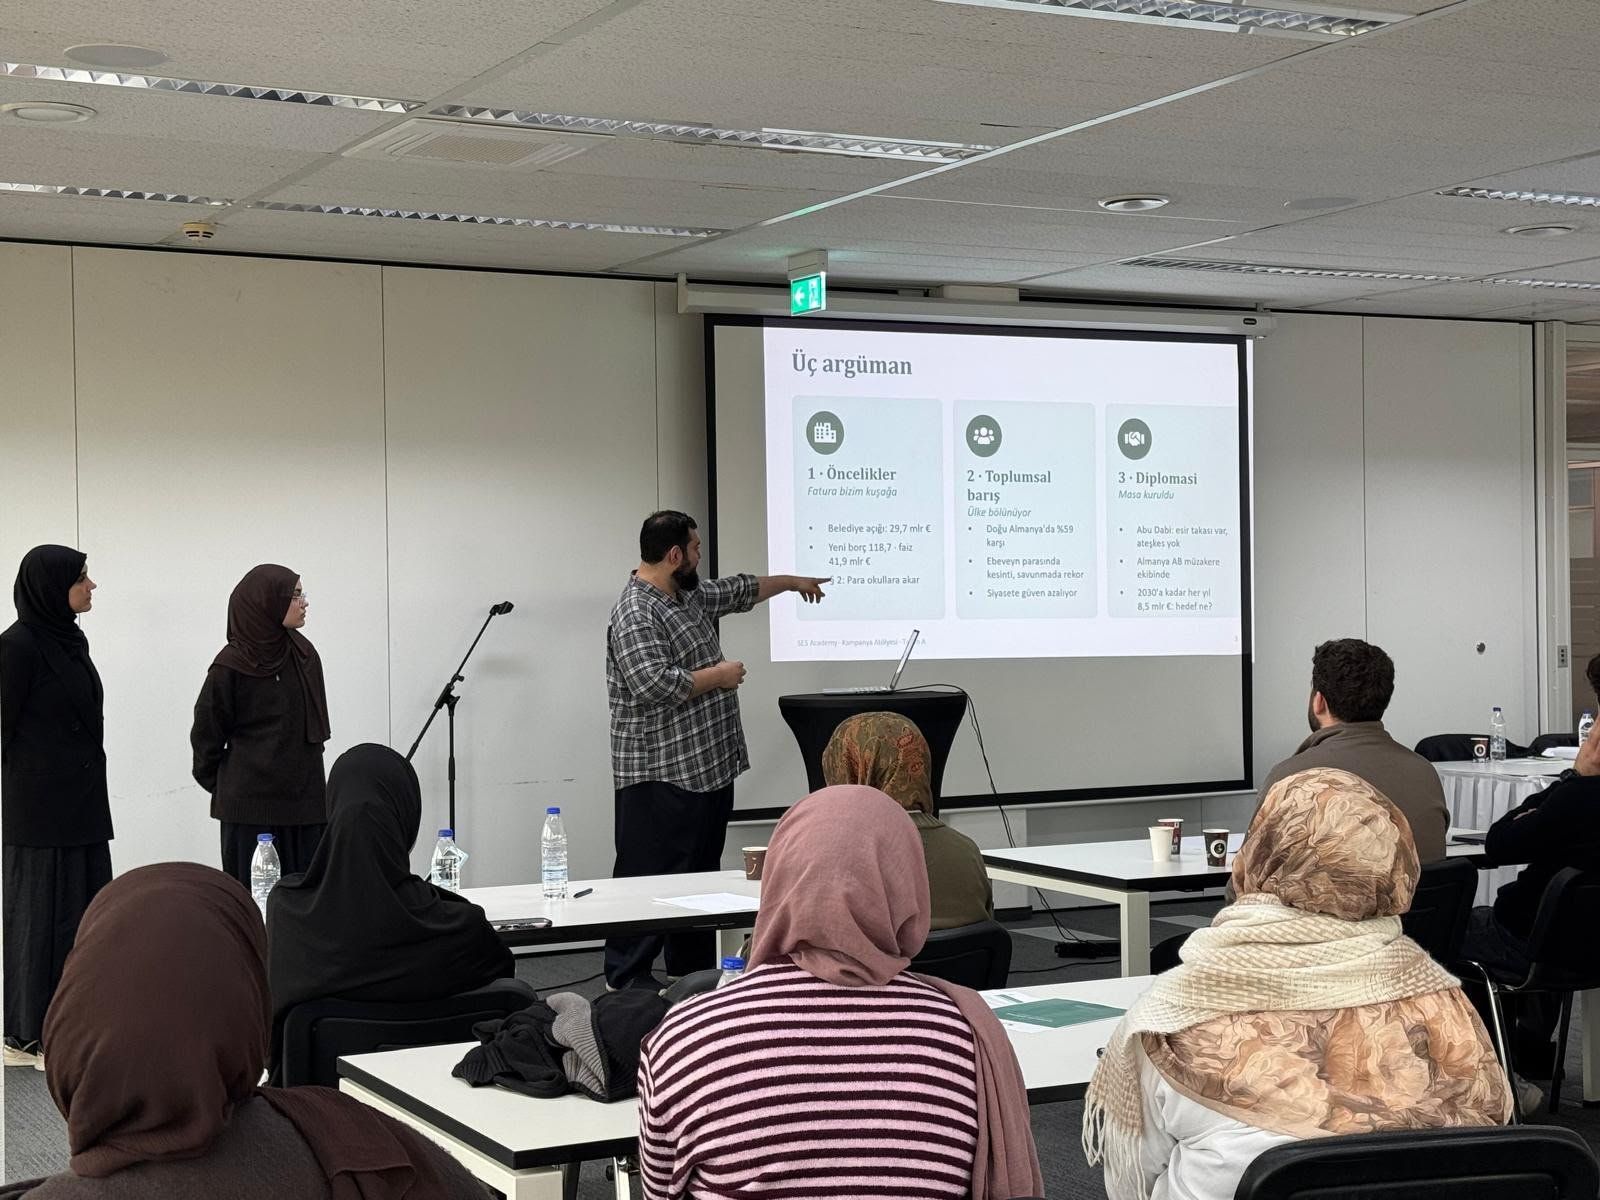 Üç argüman
1 · Öncelikler
Fatura bizim kuşağa
• Belediye açığı: 29,7 mlr €
• Yeni borç 118,7 · faiz
41,9 mlr €
§ 2: Para okullara akar
2 · Toplumsal
barış
Ülke bölünüyor
• Doğu Almanya'da %59
karşı
• Ebeveyn parasında
kesinti, savunmada rekor
• Siyasete güven azalıyor
3 · Diplomasi
Masa kuruldu
• Abu Dabi: esir takası var,
ateşkes yok
• Almanya AB müzakere
ekibinde
• 2030'a kadar her yıl
8,5 mlr €: hedef ne?
SES Academy · Kampanya Atölyesi ·
3